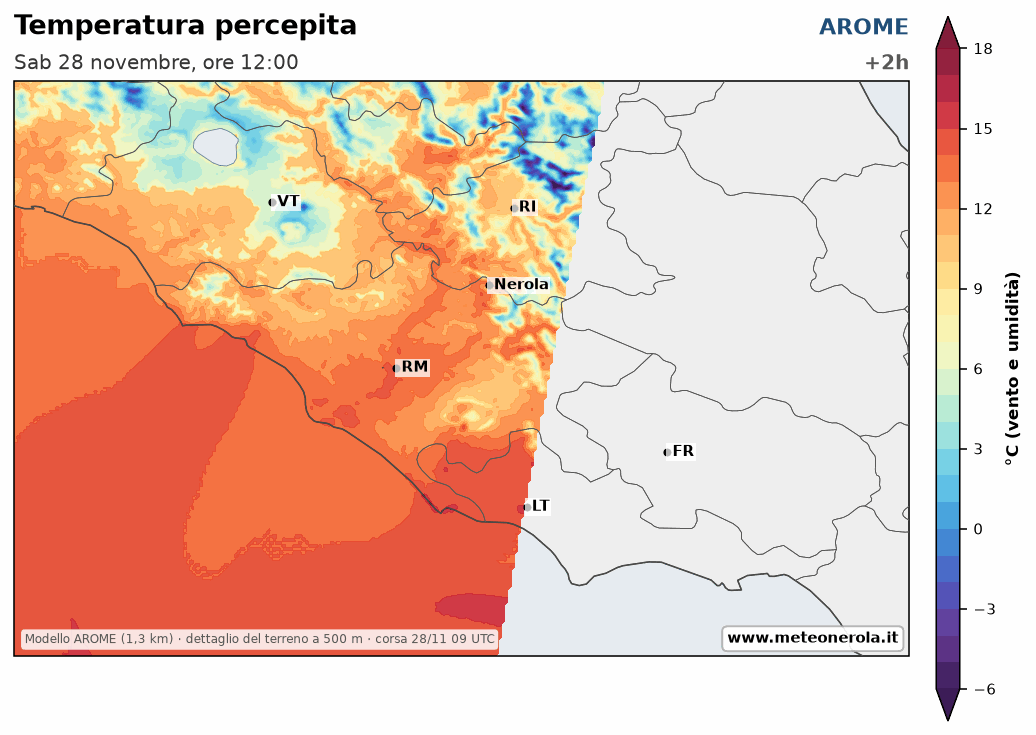 Temperatura percepita
AROME
Sab 28 novembre, ore 12:00
+2h
VT
RI
Nerola
RM
FR
LT
Modello AROME (1,3 km) · dettaglio del terreno a 500 m · corsa 28/11 09 UTC
www.meteonerola.it
18
15
12
9
6
3
0
−3
−6
°C (vento e umidità)